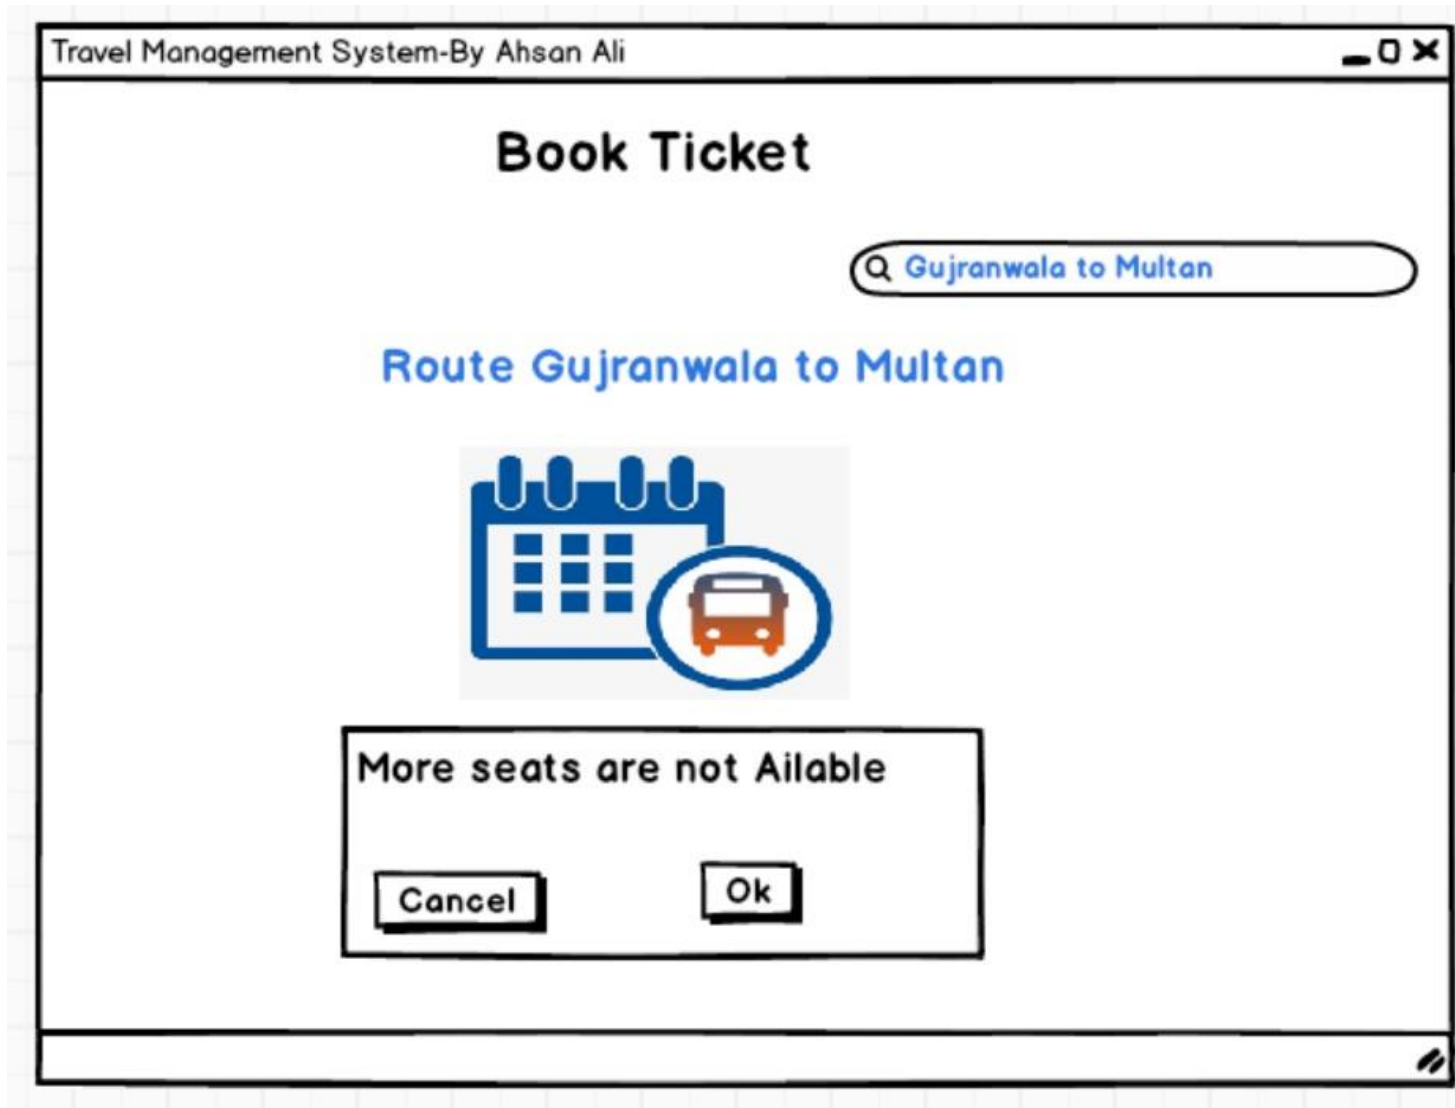 Travel Management System-By Ahsan Ali
Book Ticket
Gujranwala to Multan
Route Gujranwala to Multan
More seats are not Ailable
Cancel Ok